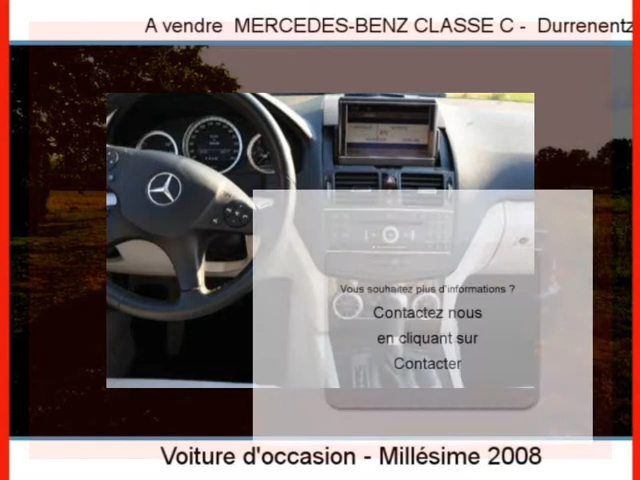 A vendre MERCEDES-BENZ CLASSE C - Durrenentz
Vous souhaitez plus d'informations ?
Contactez nous
en cliquant sur
Contacter
Voiture d'occasion - Millésime 2008